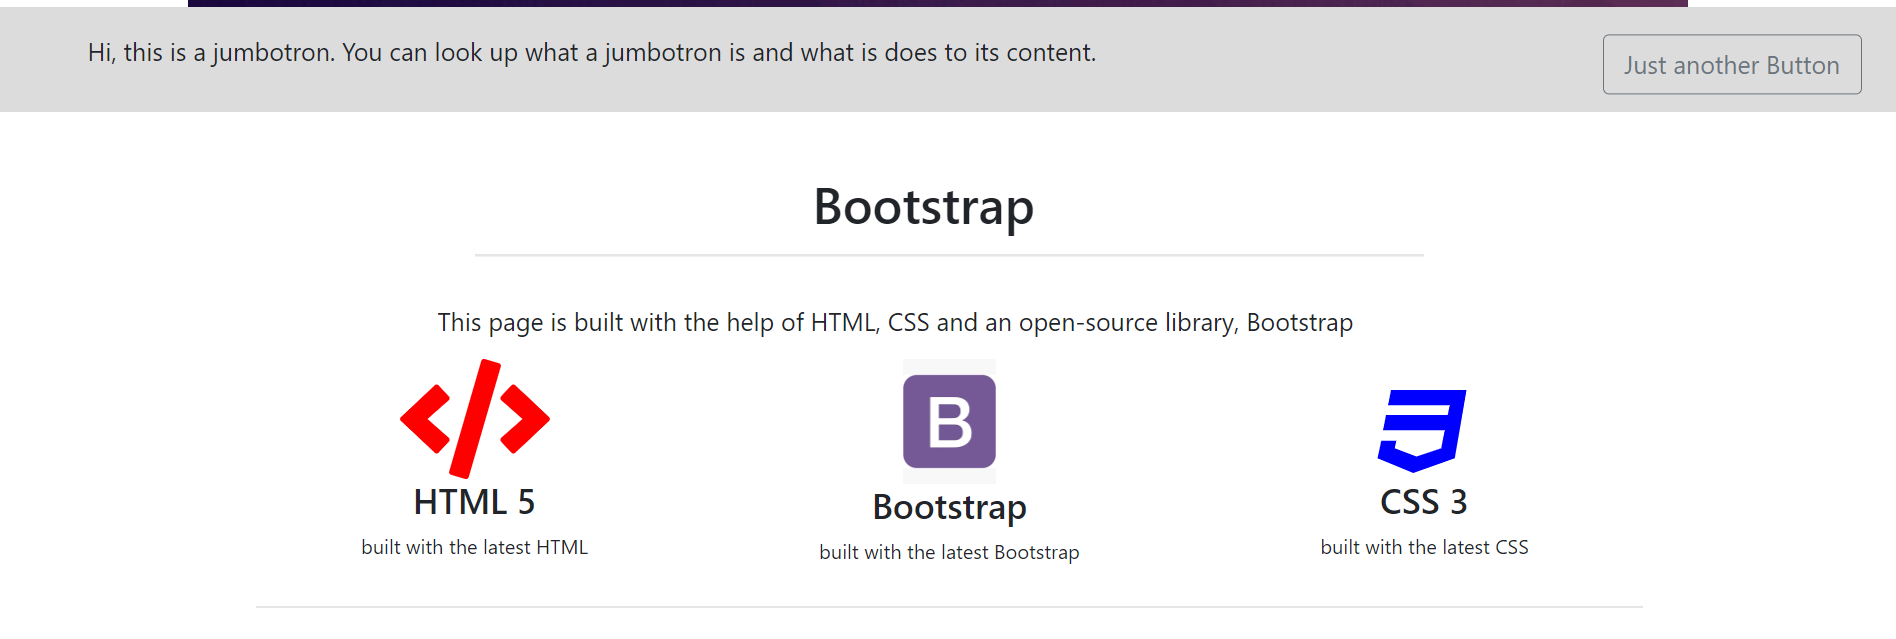 Hi, this is a jumbotron. You can look up what a jumbotron is and what is does to its content.
Just another Button
Bootstrap
This page is built with the help of HTML, CSS and an open-source library, Bootstrap
B
HTML 5
Bootstrap
CSS 3
built with the latest HTML
built with the latest Bootstrap
built with the latest CSS